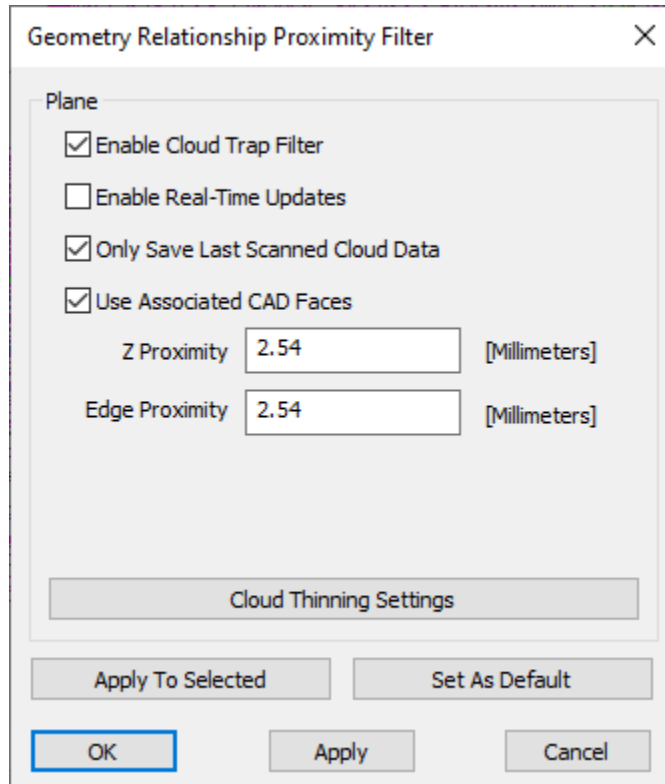 Geometry Relationship Proximity Filter
Plane
Enable Cloud Trap Filter
Enable Real-Time Updates
Only Save Last Scanned Cloud Data
Use Associated CAD Faces
Z Proximity 2.54 [Millimeters]
Edge Proximity 2.54 [Millimeters]
Cloud Thinning Settings
Apply To Selected Set As Default
OK Apply Cancel